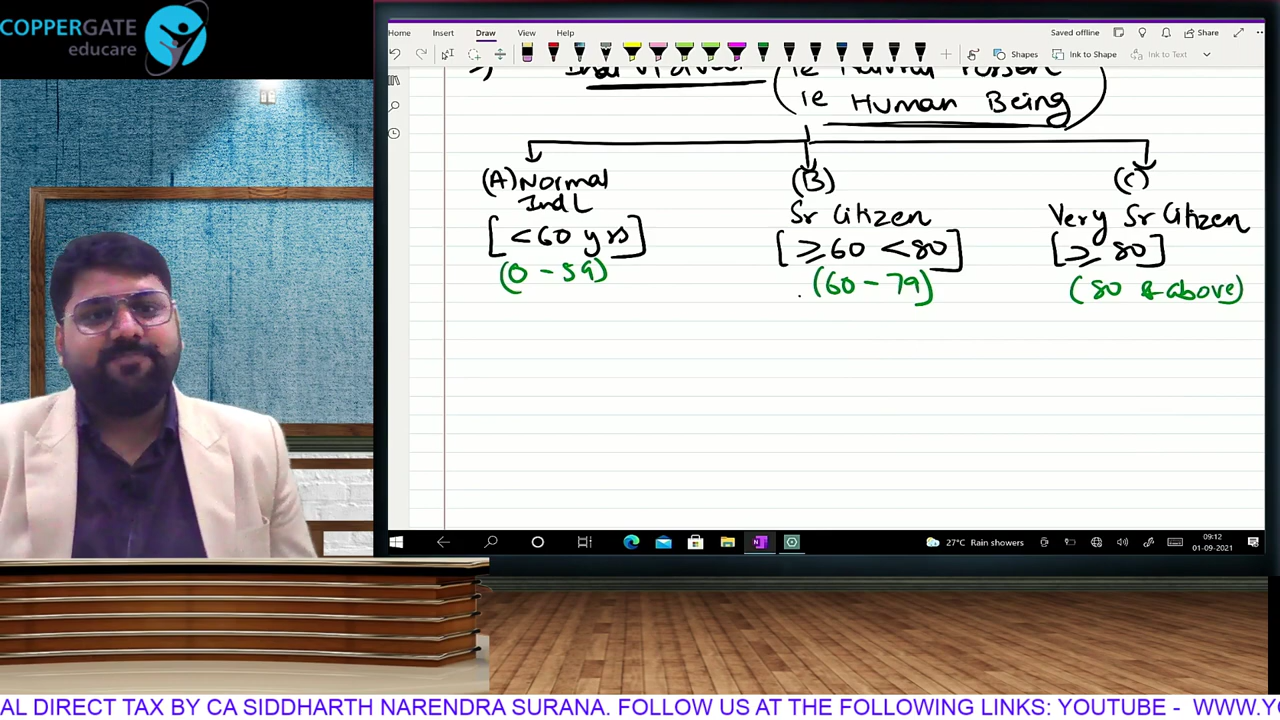 COPPERGATE
educare
Home Insert Draw View Help
Saved offline
Share
Shapes
Ink to Shape
Ink to Text
(ie Natural Person
(ie Human Being)
(A) Normal
Indl
[<60 yrs]
(0 - 59)
(B)
Sr Citizen
[≥60 <80]
(60 - 79)
(C)
Very Sr Citizen
[≥ 80]
(80 & above)
27°C Rain showers
09:12
01-09-2021
AL DIRECT TAX BY CA SIDDHARTH NARENDRA SURANA. FOLLOW US AT THE FOLLOWING LINKS: YOUTUBE - WWW.YO